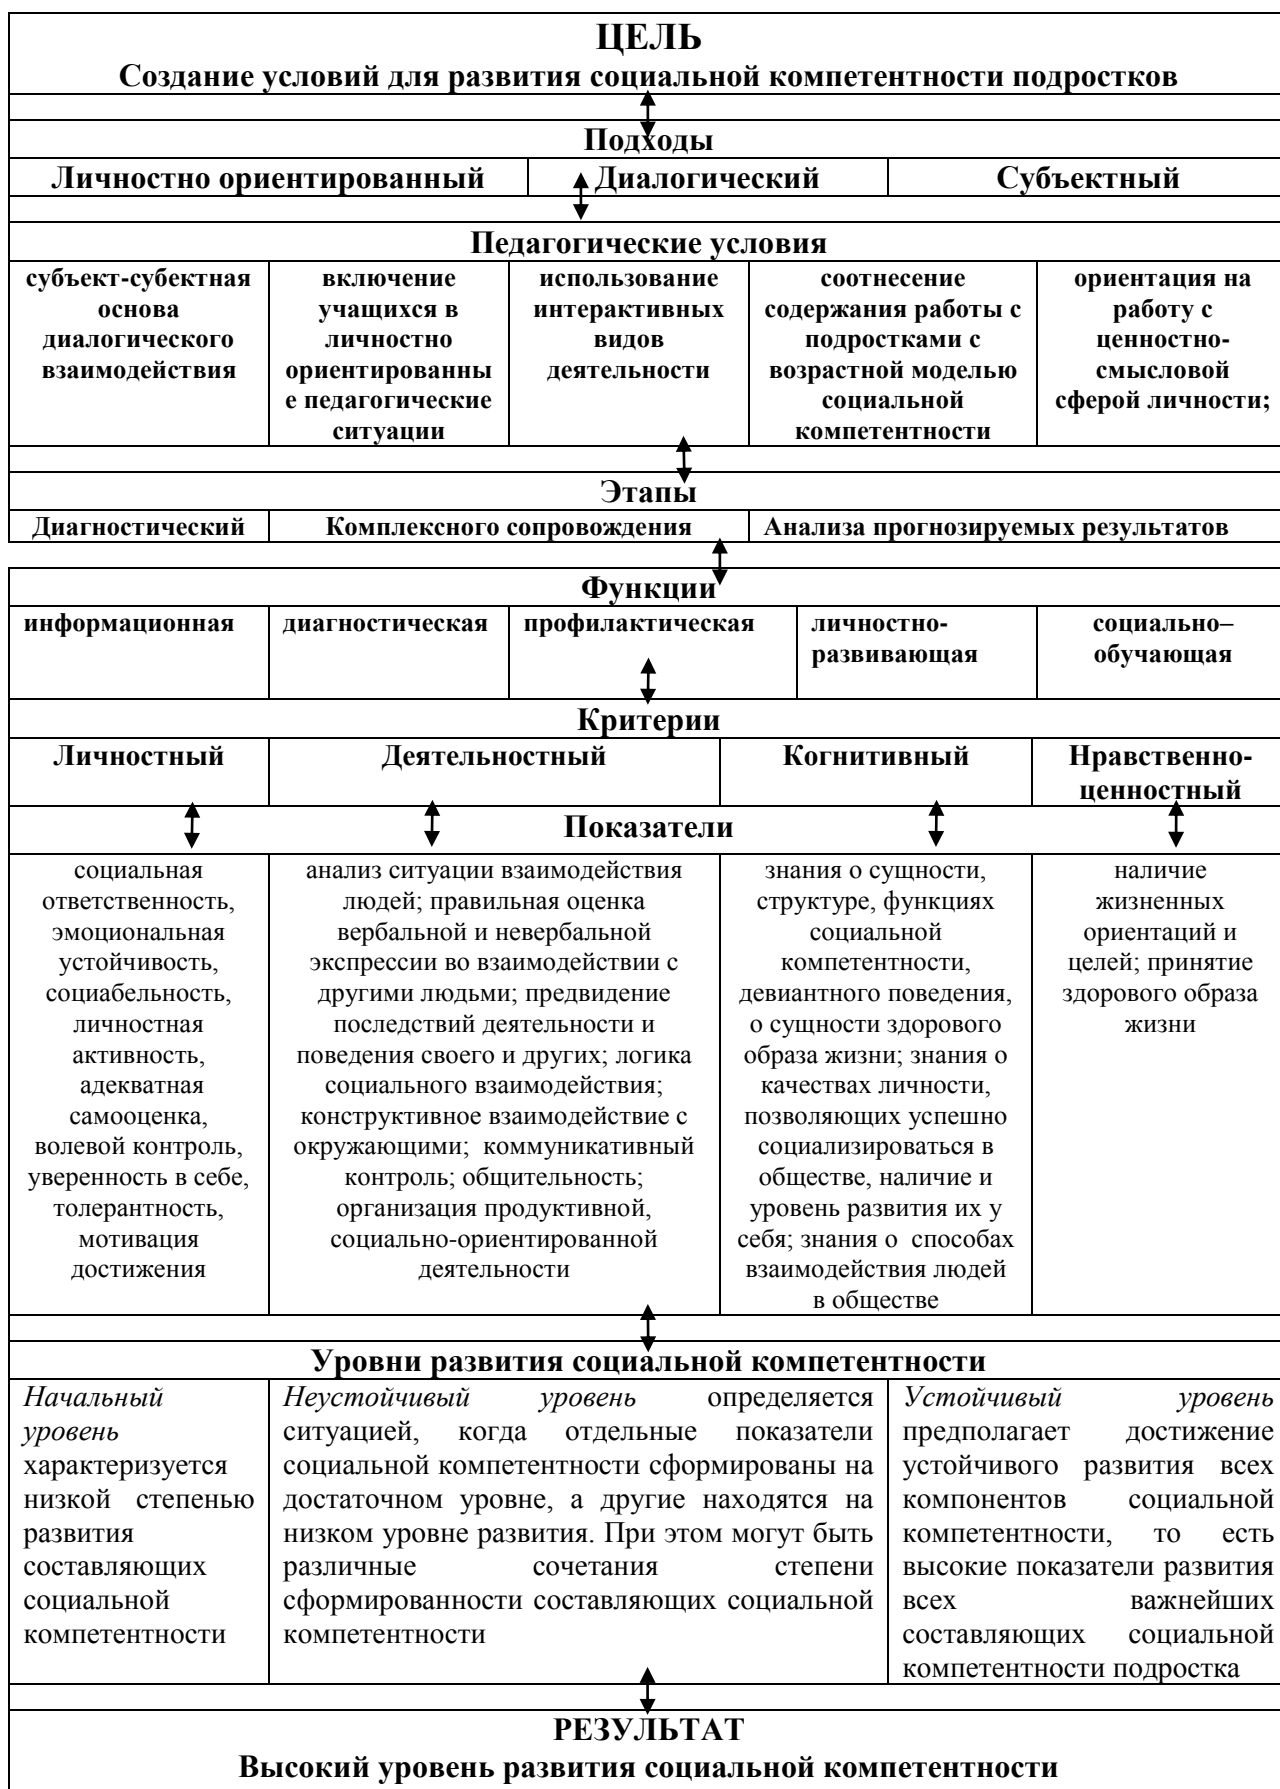 ЦЕЛЬ
Создание условий для развития социальной компетентности подростков
Подходы
Личностно ориентированный
Диалогический
Субъектный
Педагогические условия
субъект-субектная
основа
диалогического
взаимодействия
включение
учащихся в
личностно
ориентированны
е педагогические
ситуации
использование
интерактивных
видов
деятельности
соотнесение
содержания работы с
подростками с
возрастной моделью
социальной
компетентности
ориентация на
работу с
ценностно-
смысловой
сферой личности;
Этапы
Диагностический
Комплексного сопровождения
Анализа прогнозируемых результатов
Функции
информационная
диагностическая
профилактическая
личностно-
развивающая
социально–
обучающая
Критерии
Личностный
Деятельностный
Когнитивный
Нравственно-
ценностный
Показатели
социальная
ответственность,
эмоциональная
устойчивость,
социабельность,
личностная
активность,
адекватная
самооценка,
волевой контроль,
уверенность в себе,
толерантность,
мотивация
достижения
анализ ситуации взаимодействия
людей; правильная оценка
вербальной и невербальной
экспрессии во взаимодействии с
другими людьми; предвидение
последствий деятельности и
поведения своего и других; логика
социального взаимодействия;
конструктивное взаимодействие с
окружающими; коммуникативный
контроль; общительность;
организация продуктивной,
социально-ориентированной
деятельности
знания о сущности,
структуре, функциях
социальной
компетентности,
девиантного поведения,
о сущности здорового
образа жизни; знания о
качествах личности,
позволяющих успешно
социализироваться в
обществе, наличие и
уровень развития их у
себя; знания о способах
взаимодействия людей
в обществе
наличие
жизненных
ориентаций и
целей; принятие
здорового образа
жизни
Уровни развития социальной компетентности
Начальный
уровень
характеризуется
низкой степенью
развития
составляющих
социальной
компетентности
Неустойчивый уровень определяется
ситуацией, когда отдельные показатели
социальной компетентности сформированы на
достаточном уровне, а другие находятся на
низком уровне развития. При этом могут быть
различные сочетания степени
сформированности составляющих социальной
компетентности
Устойчивый уровень
предполагает достижение
устойчивого развития всех
компонентов социальной
компетентности, то есть
высокие показатели развития
всех важнейших
составляющих социальной
компетентности подростка
РЕЗУЛЬТАТ
Высокий уровень развития социальной компетентности